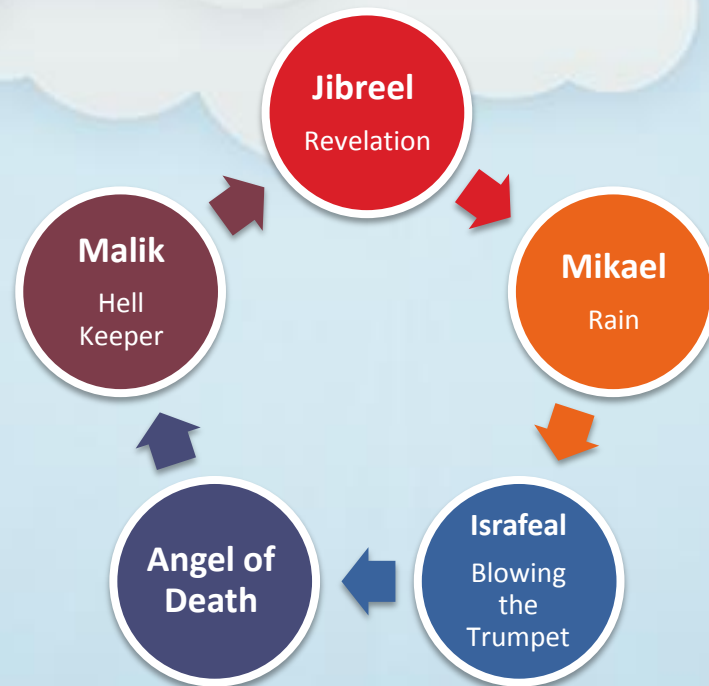 Jibreel
Revelation
Mikael
Rain
Israfeal
Blowing
the
Trumpet
Angel of
Death
Malik
Hell
Keeper